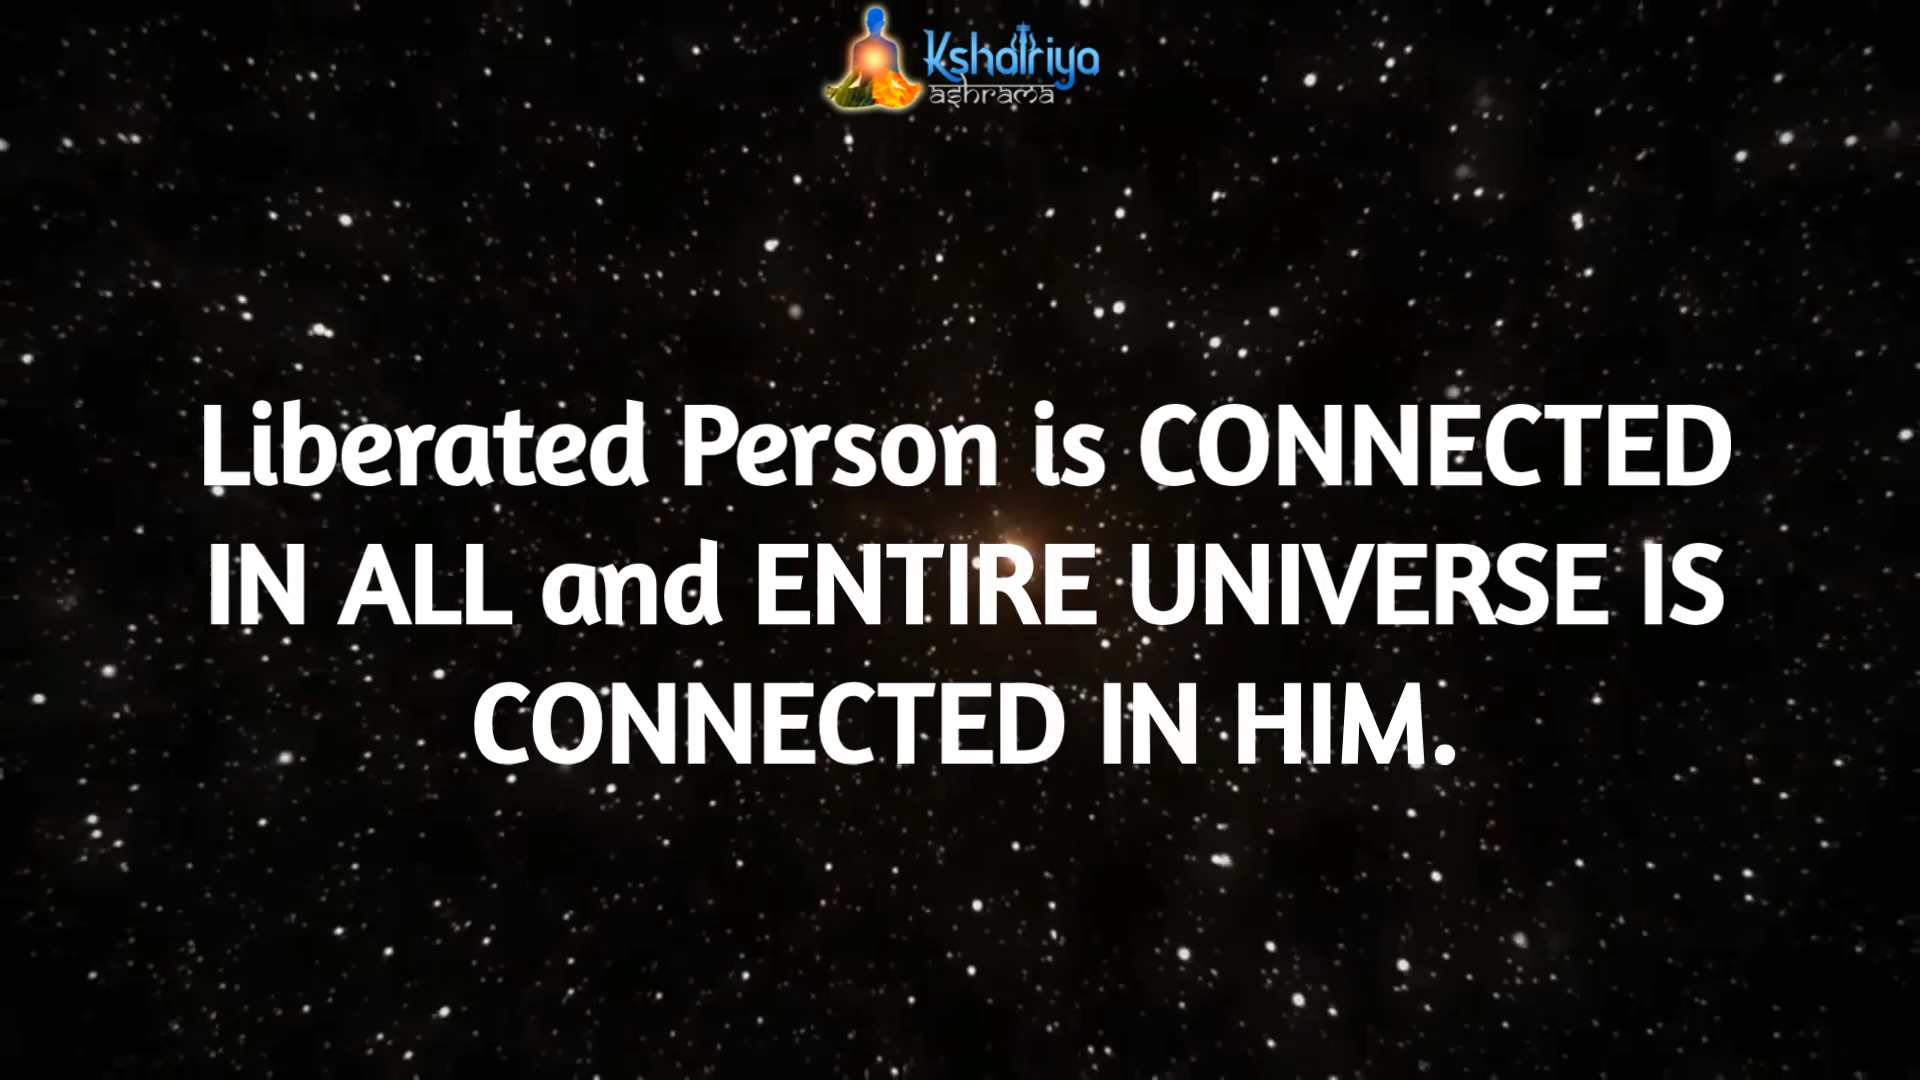 Kshatriya
ashrama
Liberated Person is CONNECTED
IN ALL and ENTIRE UNIVERSE IS
CONNECTED IN HIM.